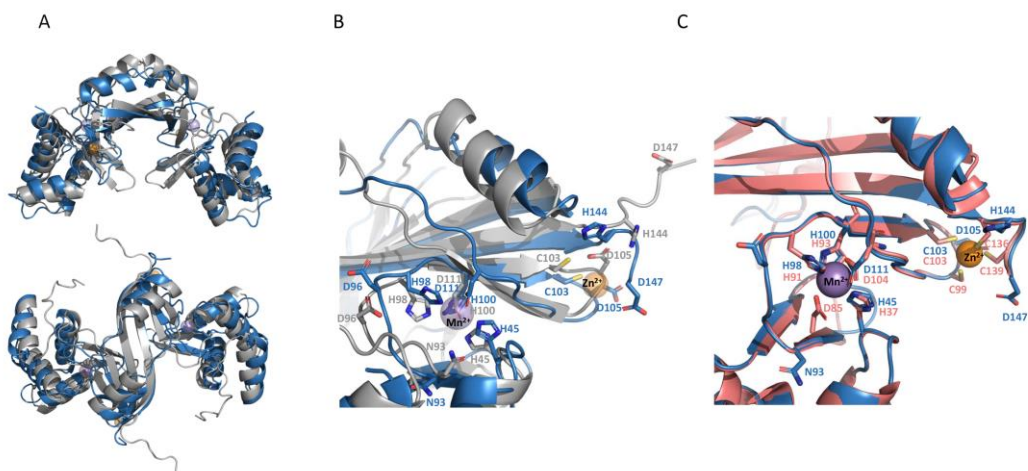 A
B
C
D147
H144
H144
D105
C103
C103
Zn²⁺
D147
D105
D96
H98
D111
D111
H100
H100
H98
D96
Mn²⁺
H45
H45
N93
N93
H144
D105
C136
Zn²⁺
C139
C103
C103
C99
D147
H100
H93
H98
H91
D111
D104
Mn²⁺
H45
H37
D85
N93